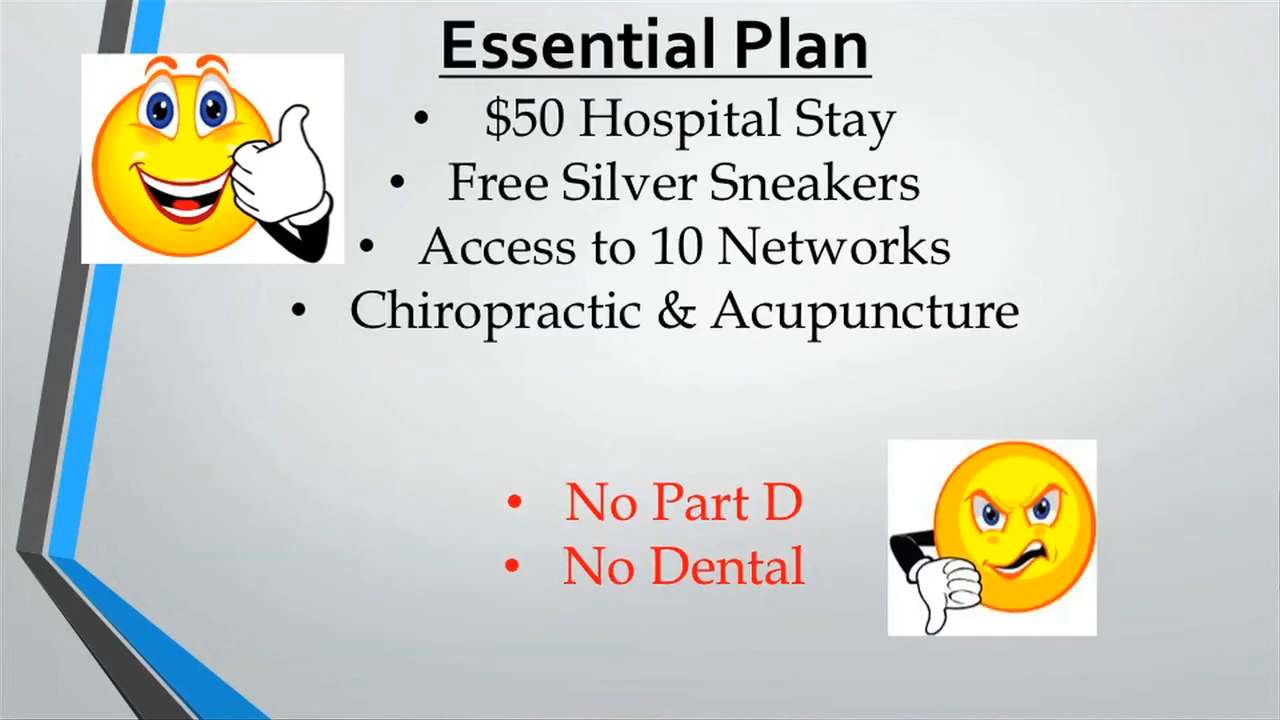 Essential Plan
• $50 Hospital Stay
• Free Silver Sneakers
• Access to 10 Networks
• Chiropractic & Acupuncture
• No Part D
• No Dental